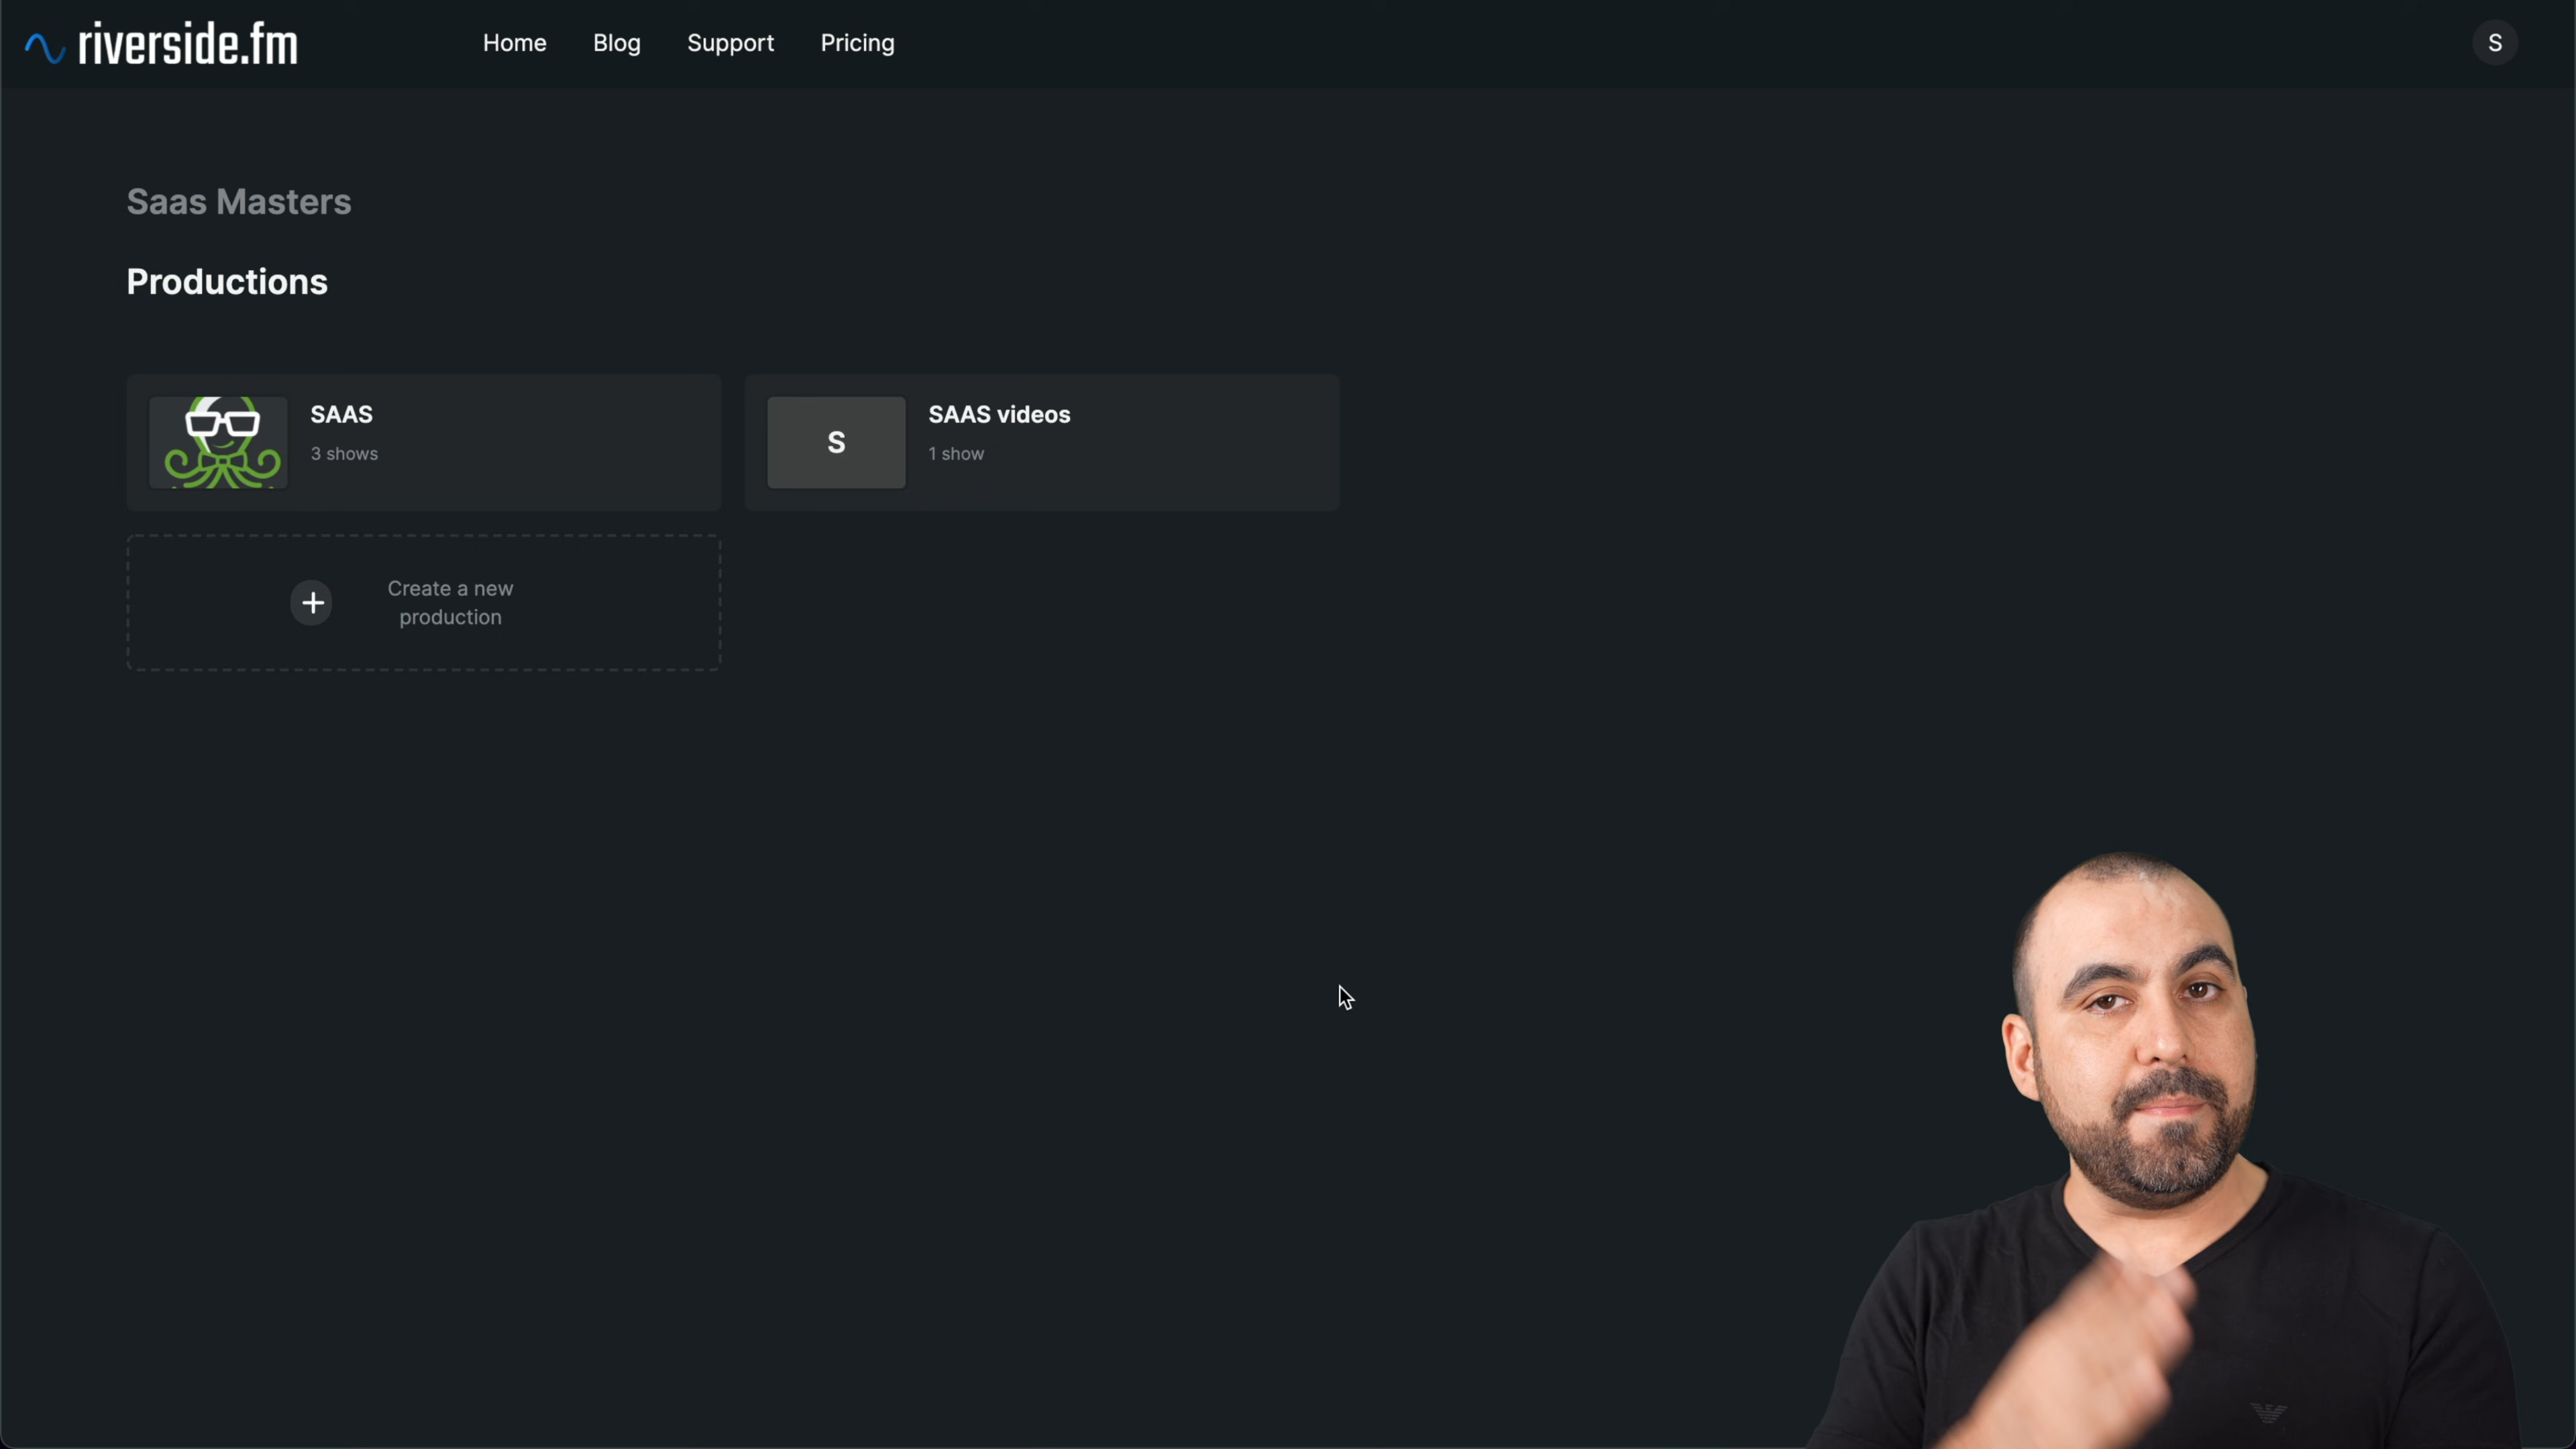 riverside.fm
Home Blog Support Pricing
S
Saas Masters
Productions
SAAS
3 shows
S
SAAS videos
1 show
Create a new
production